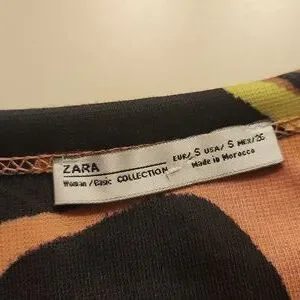 ZARA
Woman / Basic COLLECTION
EUR/ S USA/ S MEX/ 26
Made in Morocco